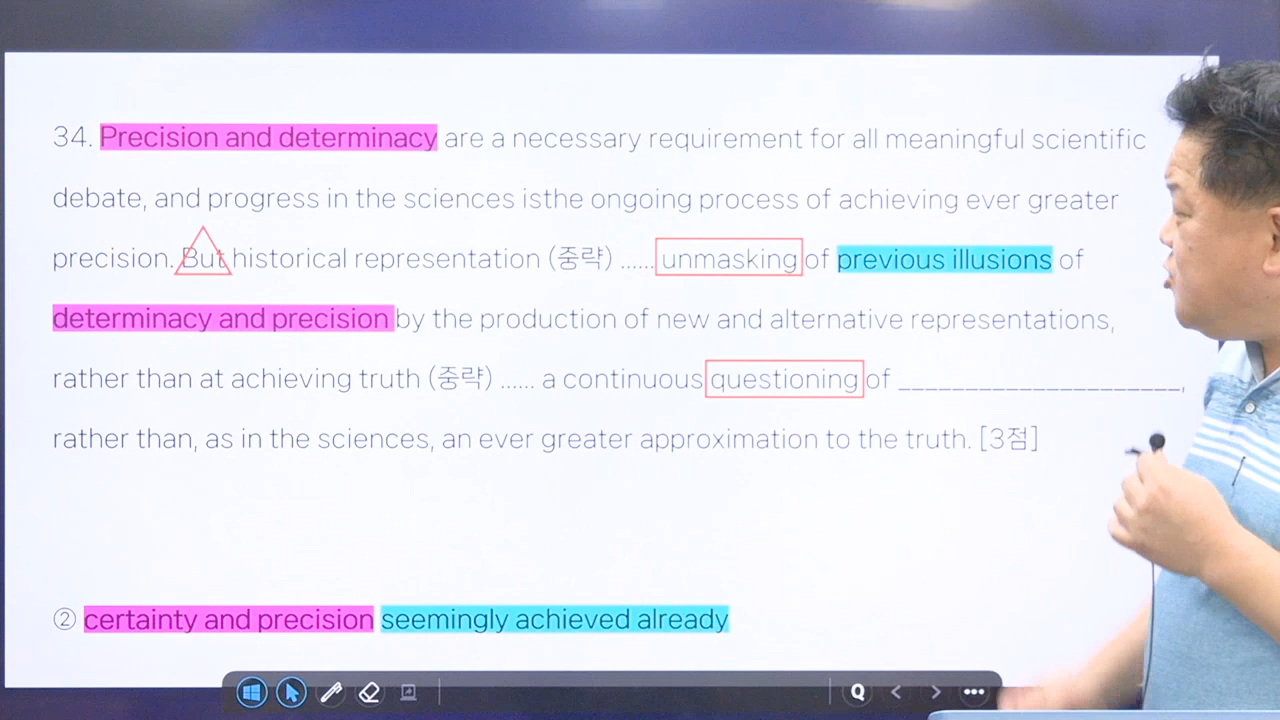 34. Precision and determinacy are a necessary requirement for all meaningful scientific
debate, and progress in the sciences isthe ongoing process of achieving ever greater
precision. But historical representation (중략) ...... unmasking of previous illusions of
determinacy and precision by the production of new and alternative representations,
rather than at achieving truth (중략) ...... a continuous questioning of ____________________,
rather than, as in the sciences, an ever greater approximation to the truth. [3점]
② certainty and precision seemingly achieved already